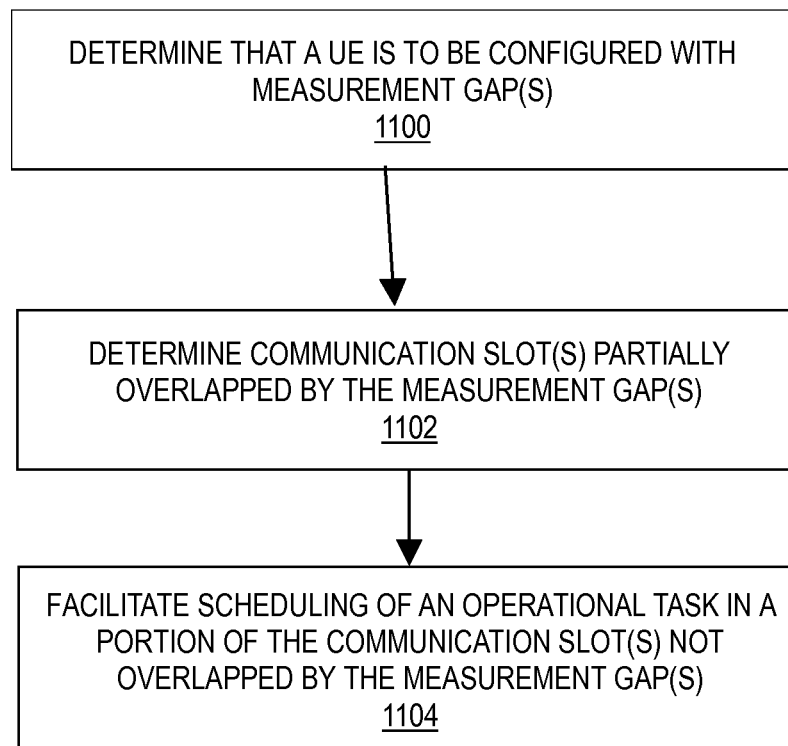 DETERMINE THAT A UE IS TO BE CONFIGURED WITH
MEASUREMENT GAP(S)
1100
DETERMINE COMMUNICATION SLOT(S) PARTIALLY
OVERLAPPED BY THE MEASUREMENT GAP(S)
1102
FACILITATE SCHEDULING OF AN OPERATIONAL TASK IN A
PORTION OF THE COMMUNICATION SLOT(S) NOT
OVERLAPPED BY THE MEASUREMENT GAP(S)
1104